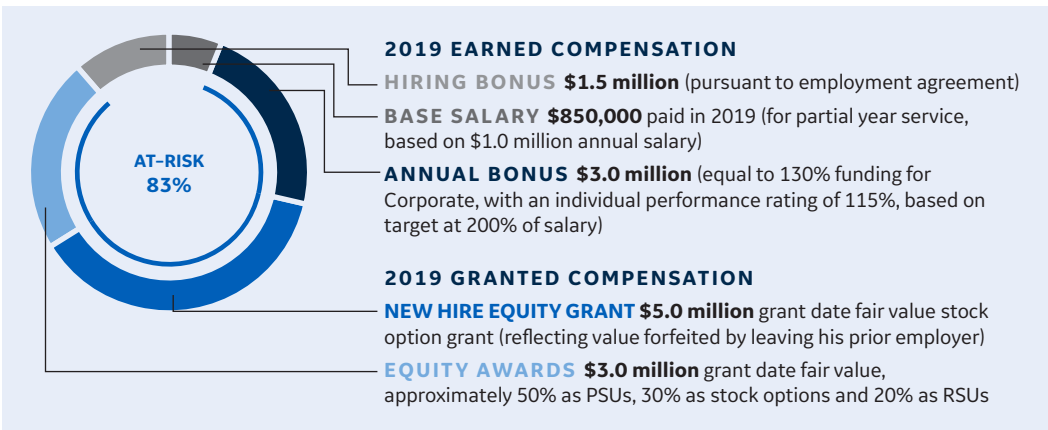 AT–RISK
83%
2019 EARNED COMPENSATION
HIRING BONUS $1.5 million (pursuant to employment agreement)
BASE SALARY $850,000 paid in 2019 (for partial year service,
based on $1.0 million annual salary)
ANNUAL BONUS $3.0 million (equal to 130% funding for
Corporate, with an individual performance rating of 115%, based on
target at 200% of salary)
2019 GRANTED COMPENSATION
NEW HIRE EQUITY GRANT $5.0 million grant date fair value stock
option grant (reflecting value forfeited by leaving his prior employer)
EQUITY AWARDS $3.0 million grant date fair value,
approximately 50% as PSUs, 30% as stock options and 20% as RSUs